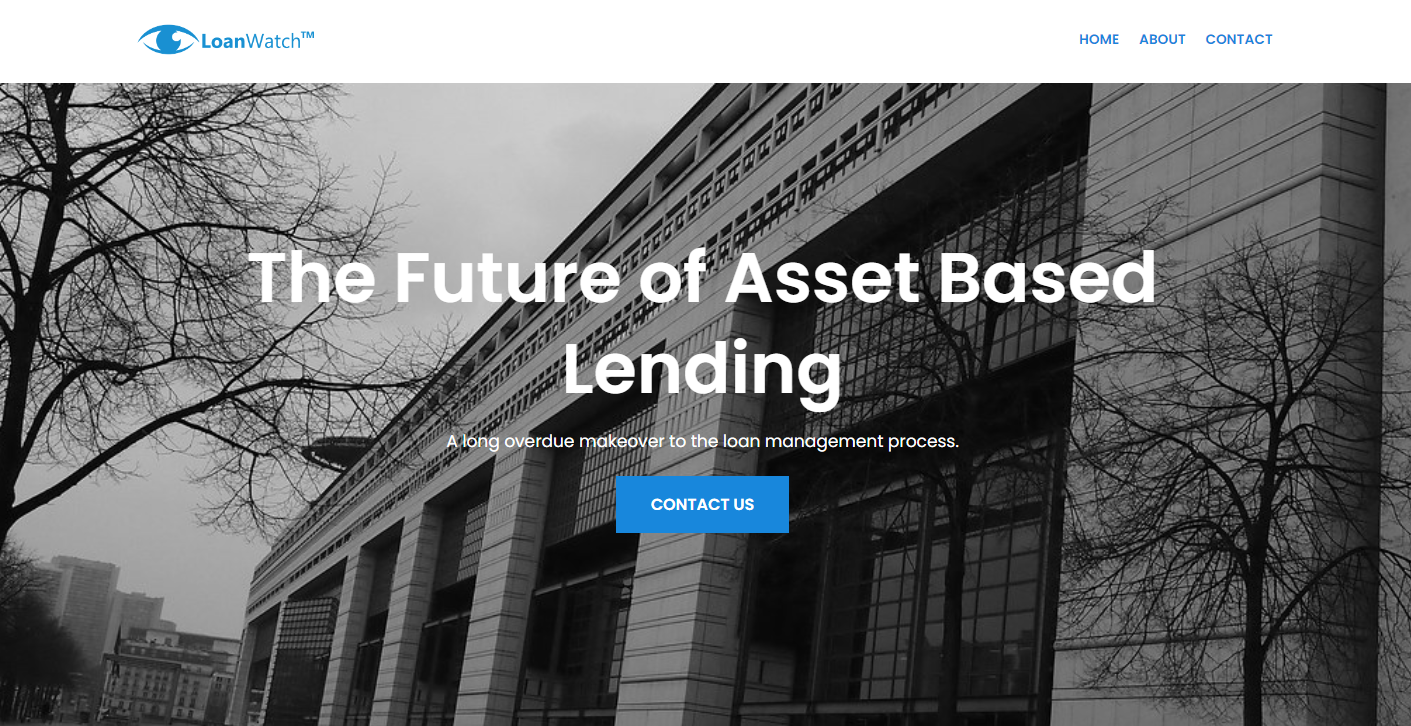 LoanWatch™
HOME ABOUT CONTACT
The Future of Asset Based
Lending
A long overdue makeover to the loan management process.
CONTACT US